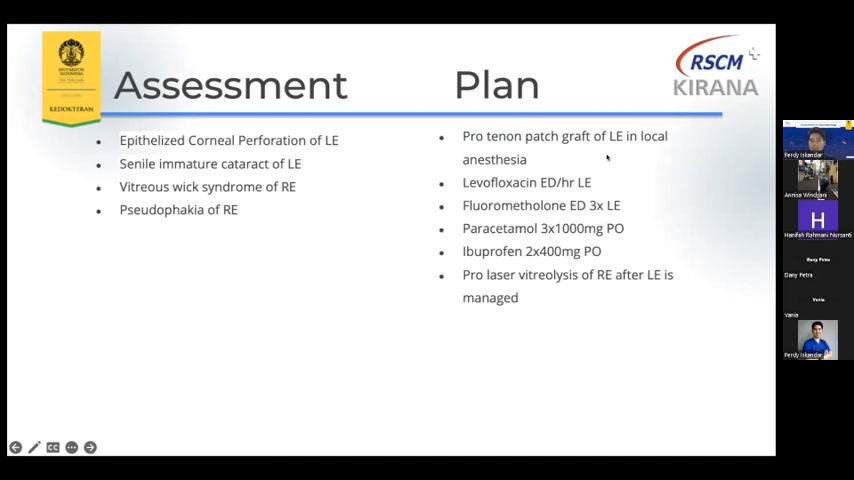 UNIVERSITAS
INDONESIA
KEDOKTERAN
Assessment
Plan
RSCM
KIRANA
Epithelized Corneal Perforation of LE
Senile immature cataract of LE
Vitreous wick syndrome of RE
Pseudophakia of RE
Pro tenon patch graft of LE in local
anesthesia
Levofloxacin ED/hr LE
Fluorometholone ED 3x LE
Paracetamol 3x1000mg PO
Ibuprofen 2x400mg PO
Pro laser vitreolysis of RE after LE is
managed
CC
Ferdy Iskandar
Annisa Windyani
H
Hanifah Rahmani Nursanti
Dany Petra
Dany Petra
Vania
Vania
Ferdy Iskandar